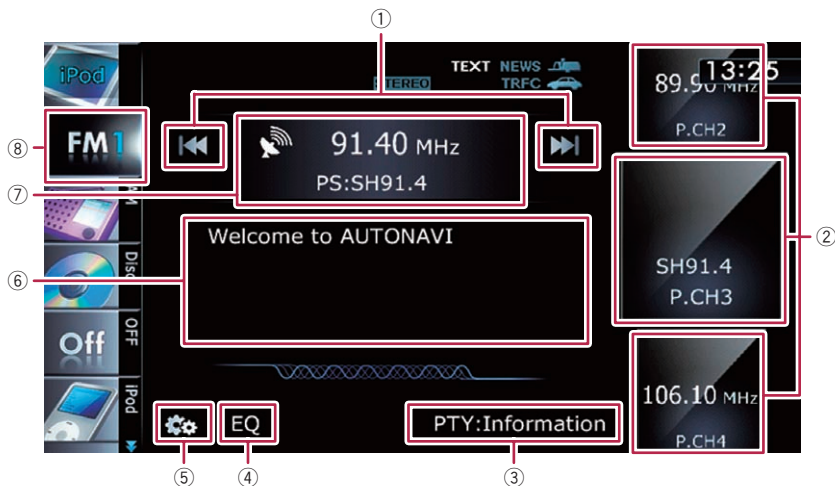 ①
iPod
TEXT NEWS
STEREO TRFC
13:25
89.90 MHz
P.CH2
⑧ FM1
91.40 MHz
PS:SH91.4
⑦
AM
②
Welcome to AUTONAVI
⑥
Disc
SH91.4
P.CH3
Off
OFF
106.10 MHz
P.CH4
iPod
EQ
PTY:Information
⑤ ④ ③